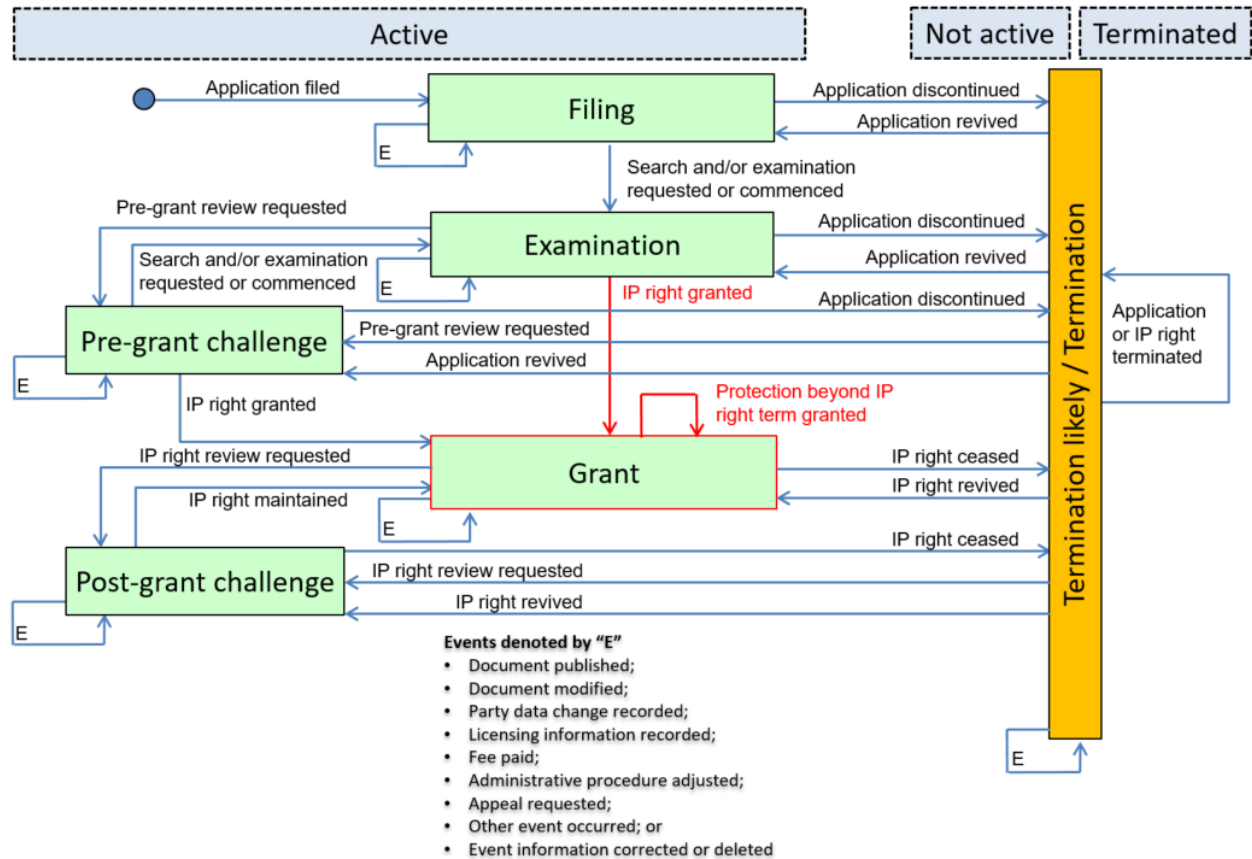 Active
Not active
Terminated
Application filed
Filing
Application discontinued
Application revived
E
Search and/or examination
requested or commenced
Pre-grant review requested
Examination
Application discontinued
Application revived
Search and/or examination
requested or commenced
E
IP right granted
Application discontinued
Pre-grant challenge
Pre-grant review requested
Application revived
E
Application
or IP right
terminated
Termination likely / Termination
IP right granted
Protection beyond IP
right term granted
IP right review requested
Grant
IP right ceased
IP right revived
IP right maintained
E
IP right ceased
Post-grant challenge
IP right review requested
IP right revived
E
Events denoted by “E”
• Document published;
• Document modified;
• Party data change recorded;
• Licensing information recorded;
• Fee paid;
• Administrative procedure adjusted;
• Appeal requested;
• Other event occurred; or
• Event information corrected or deleted
E